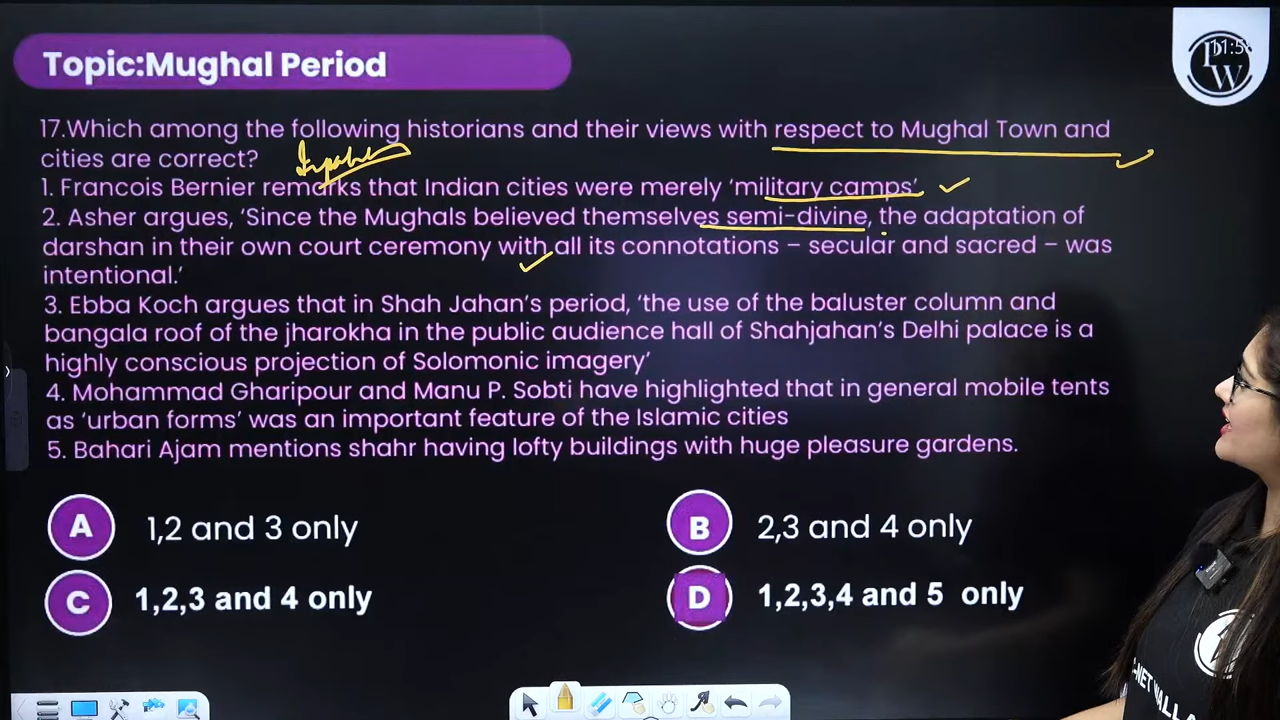 Topic:Mughal Period
17.Which among the following historians and their views with respect to Mughal Town and
cities are correct?
1. Francois Bernier remarks that Indian cities were merely ‘military camps’.
2. Asher argues, ‘Since the Mughals believed themselves semi-divine, the adaptation of
darshan in their own court ceremony with all its connotations – secular and sacred – was
intentional.’
3. Ebba Koch argues that in Shah Jahan’s period, ‘the use of the baluster column and
bangala roof of the jharokha in the public audience hall of Shahjahan’s Delhi palace is a
highly conscious projection of Solomonic imagery’
4. Mohammad Gharipour and Manu P. Sobti have highlighted that in general mobile tents
as ‘urban forms’ was an important feature of the Islamic cities
5. Bahari Ajam mentions shahr having lofty buildings with huge pleasure gardens.
A 1,2 and 3 only
B 2,3 and 4 only
C 1,2,3 and 4 only
D 1,2,3,4 and 5 only
PW
-NET WALL